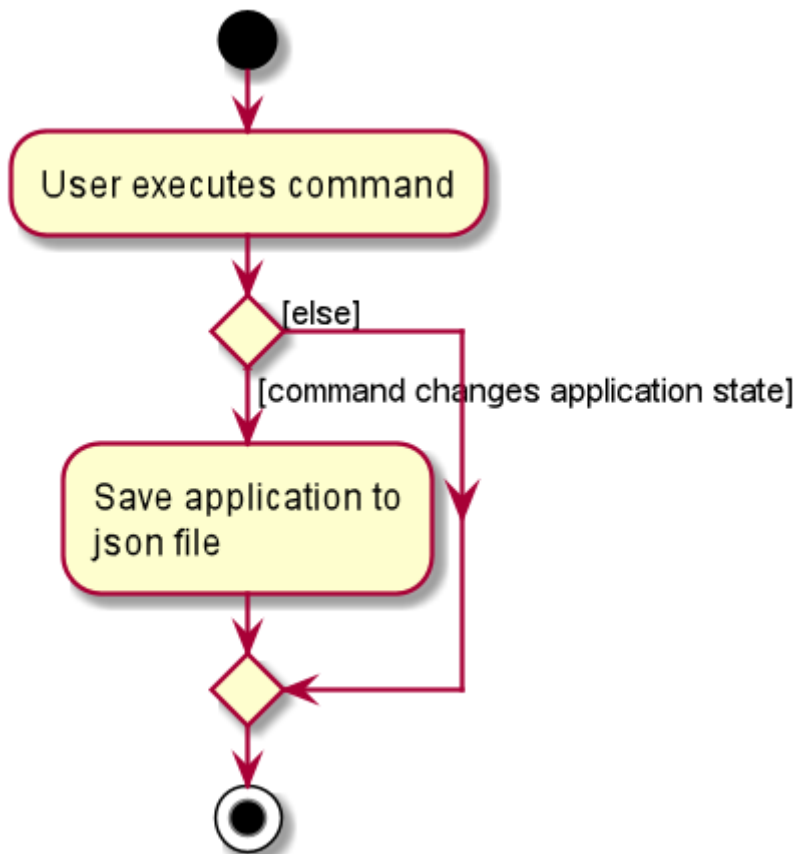 User executes command
[else]
[command changes application state]
Save application to
json file